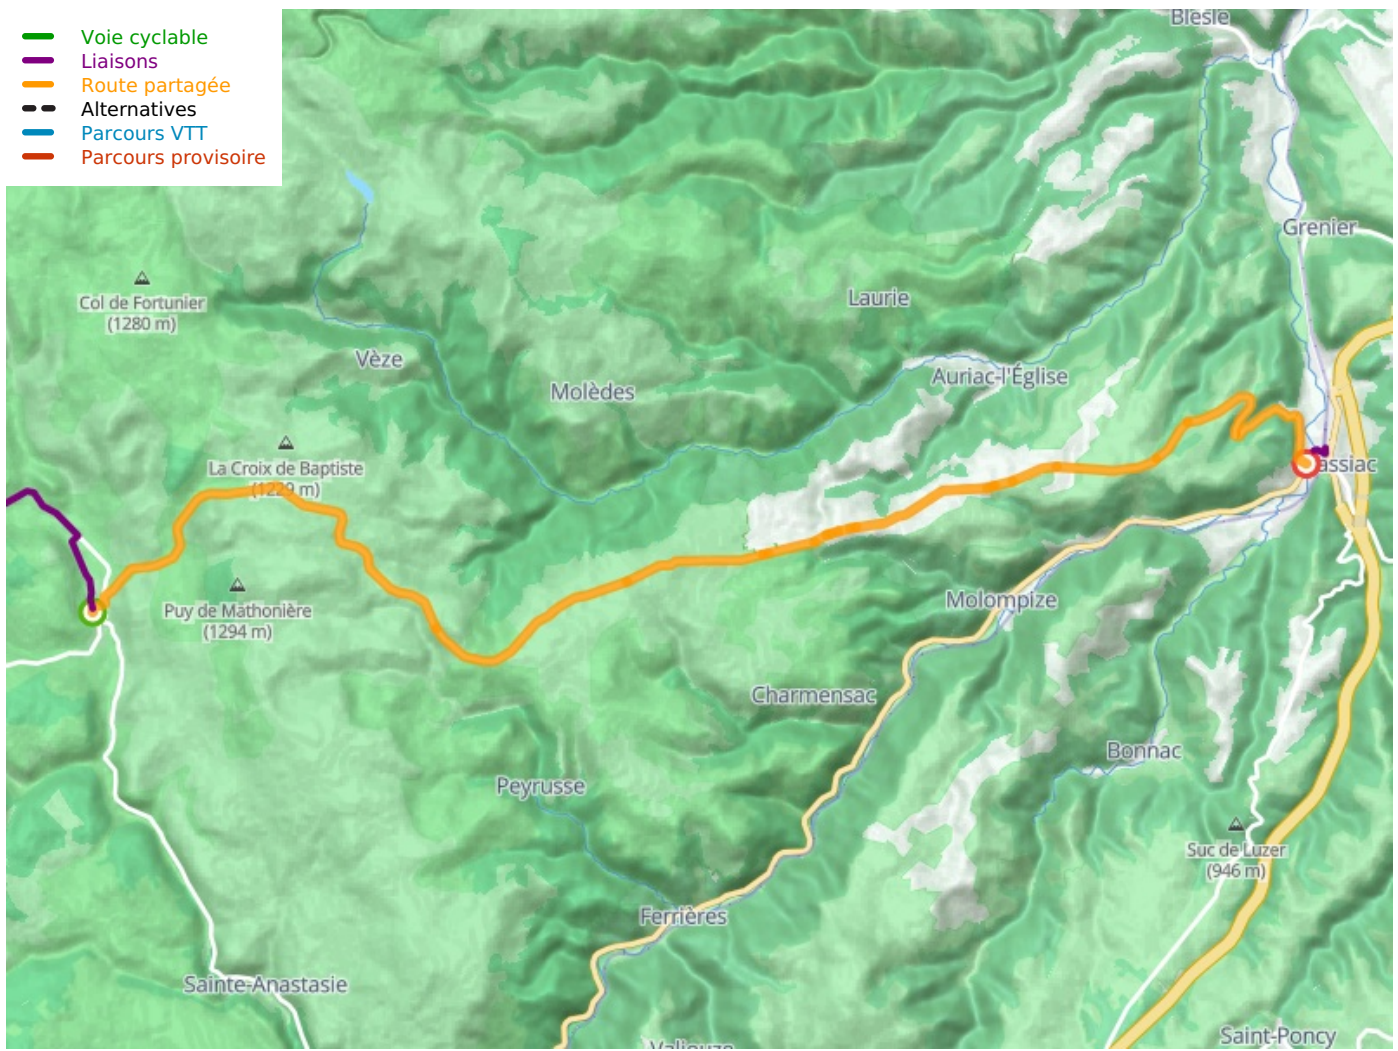 Voie cyclable
Liaisons
Route partagée
Alternatives
Parcours VTT
Parcours provisoire
Blesle
Grenier
Col de Fortunier
(1280 m)
Laurie
Vèze
Auriac-l'Église
Molèdes
La Croix de Baptiste
(1229 m)
assiac
Puy de Mathonière
(1294 m)
Molompize
Charmensac
Bonnac
Peyrusse
Suc de Luzer
(946 m)
Ferrières
Sainte-Anastasie
Saint-Poncy
Valjouze